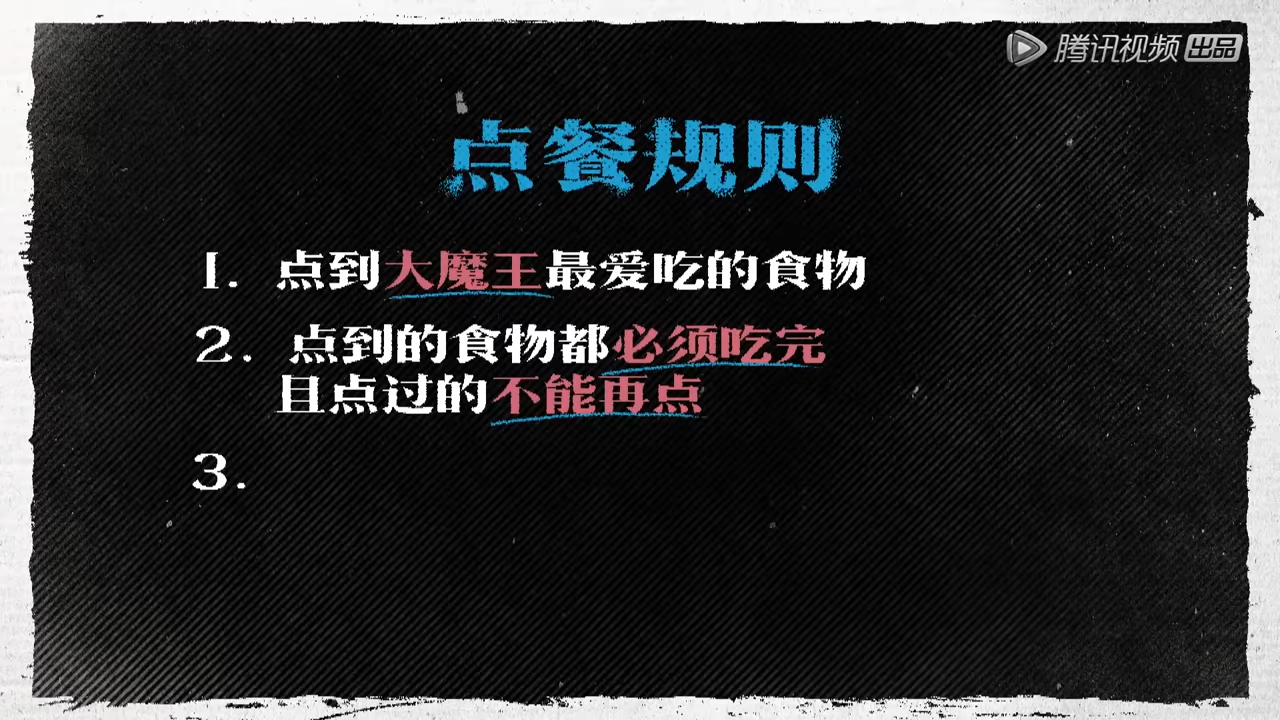 腾讯视频 出品
点餐规则
1. 点到大魔王最爱吃的食物
2. 点到的食物都必须吃完
且点过的不能再点
3.